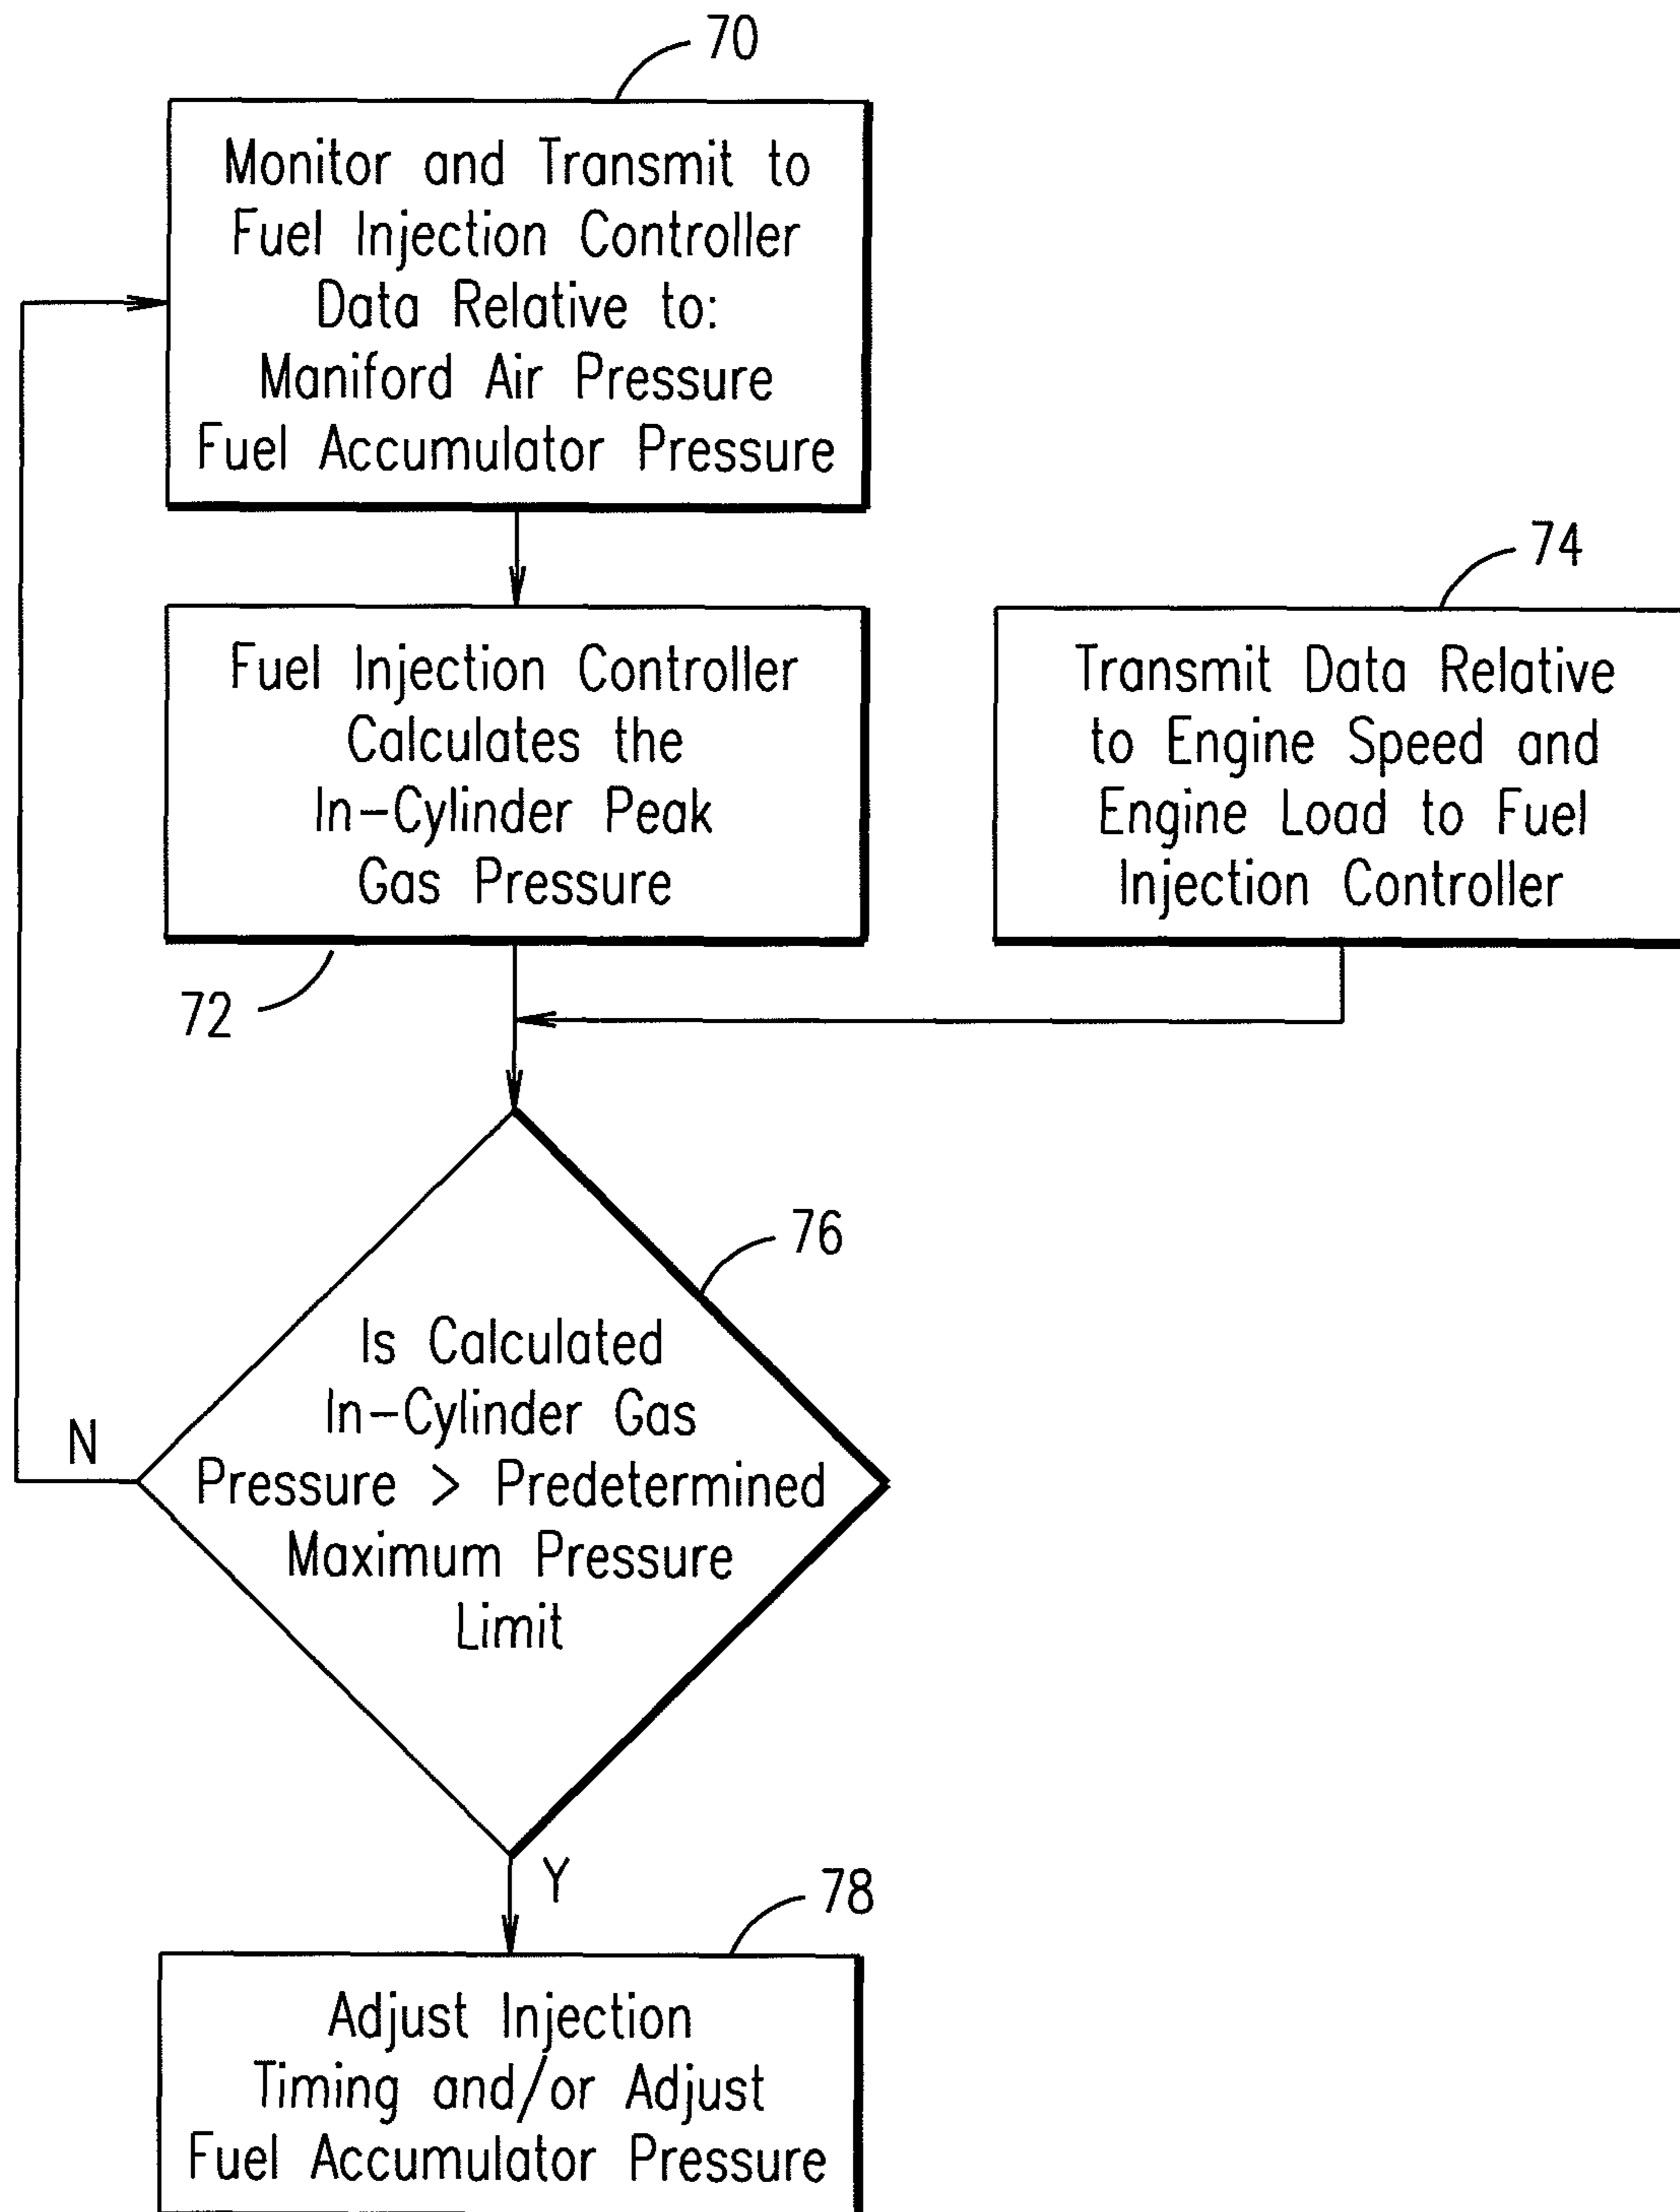 70
Monitor and Transmit to
Fuel Injection Controller
Data Relative to:
Maniford Air Pressure
Fuel Accumulator Pressure
74
Fuel Injection Controller
Calculates the
In-Cylinder Peak
Gas Pressure
72
Transmit Data Relative
to Engine Speed and
Engine Load to Fuel
Injection Controller
76
Is Calculated
In-Cylinder Gas
Pressure > Predetermined
Maximum Pressure
Limit
N
Y
78
Adjust Injection
Timing and/or Adjust
Fuel Accumulator Pressure